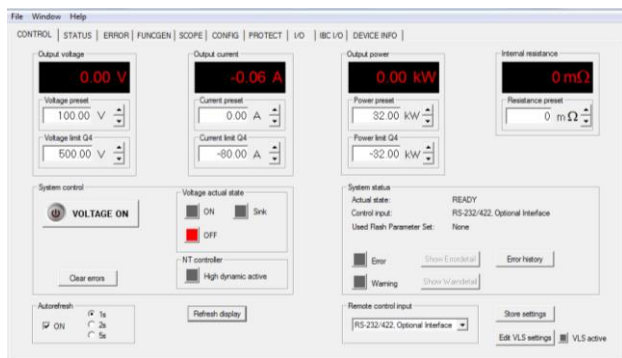 File Window Help
CONTROL STATUS ERROR FUNCGEN SCOPE CONFIG PROTECT I/O IBC I/O DEVICE INFO
Output voltage Output current Output power Internal resistance
0.00 V -0.06 A 0.00 kW 0 mΩ
Voltage preset Current preset Power preset Resistance preset
100.00 V 0.00 A 32.00 kW 0 mΩ
Voltage limit Q4 Current limit Q4 Power limit Q4
500.00 V -80.00 A -32.00 kW
System control Voltage actual state System status
VOLTAGE ON
ON Sink
OFF
Actual state: READY
Control input: RS-232/422, Optional Interface
Used Flash Parameter Set: None
NT controller
High dynamic active
Clear errors
Error Show Errordetail Error history
Warning Show Warndetail
Autorefresh
ON
1s
2s
5s
Refresh display
Remote control input
RS-232/422, Optional Interface
Store settings
Edit VLS settings VLS active